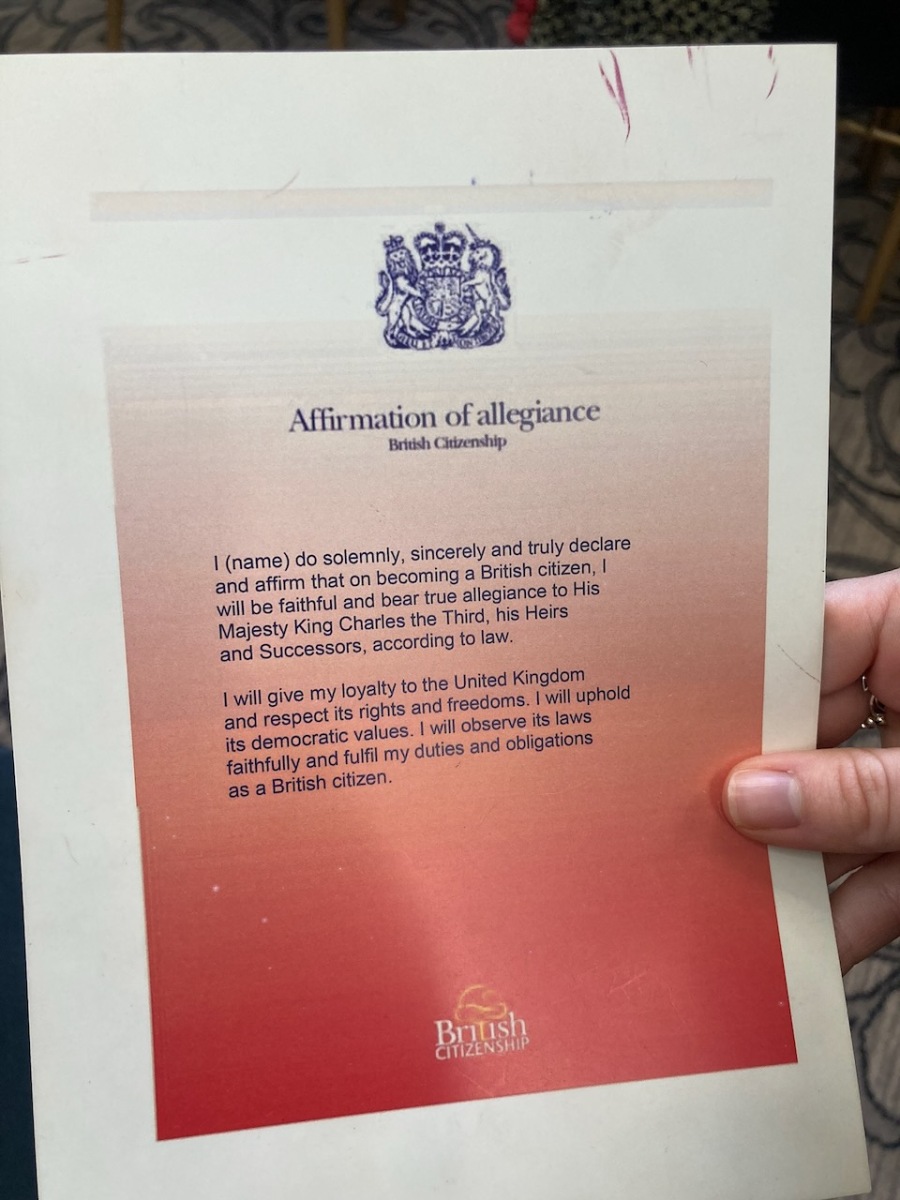 Affirmation of allegiance
British Citizenship
I (name) do solemnly, sincerely and truly declare
and affirm that on becoming a British citizen, I
will be faithful and bear true allegiance to His
Majesty King Charles the Third, his Heirs
and Successors, according to law.
I will give my loyalty to the United Kingdom
and respect its rights and freedoms. I will uphold
its democratic values. I will observe its laws
faithfully and fulfil my duties and obligations
as a British citizen.
British
CITIZENSHIP